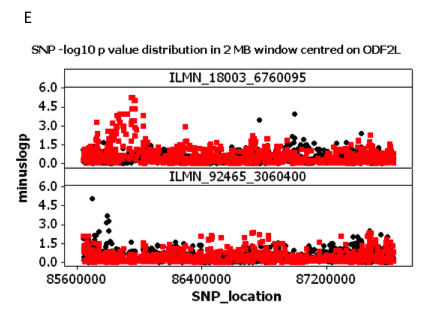 E
SNP -log10 p value distribution in 2 MB window centred on ODF2L
ILMN_18003_6760095
6.0
4.5
3.0
1.5
0.0
minuslogp
ILMN_92465_3060400
6.0
4.5
3.0
1.5
0.0
85600000 86400000 87200000
SNP_location